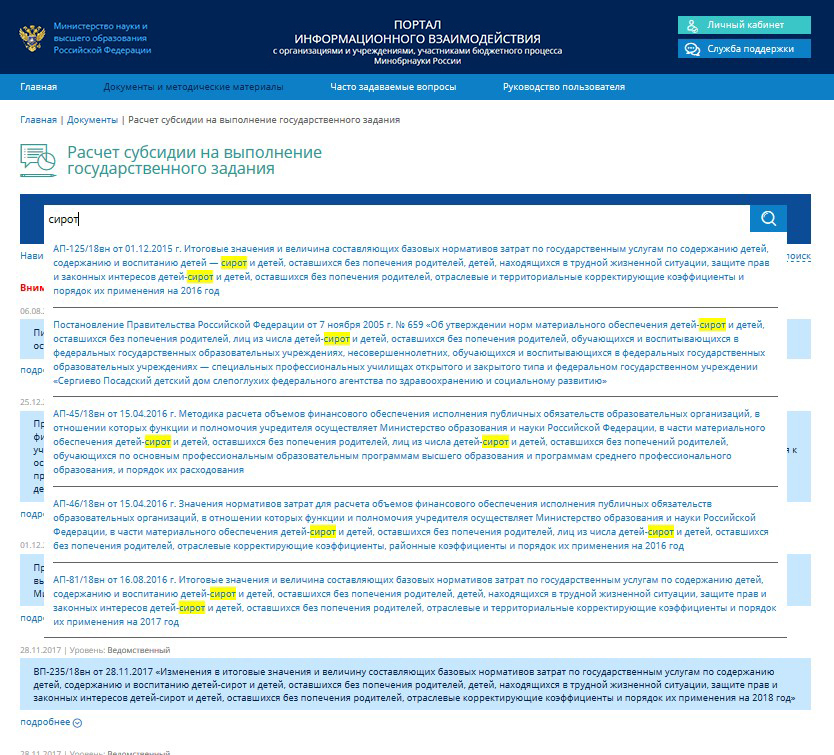 Министерство науки и
высшего образования
Российской Федерации
ПОРТАЛ
ИНФОРМАЦИОННОГО ВЗАИМОДЕЙСТВИЯ
с организациями и учреждениями, участниками бюджетного процесса
Минобрнауки России
Личный кабинет
Служба поддержки
Главная Документы и методические материалы Часто задаваемые вопросы Руководство пользователя
Главная | Документы | Расчет субсидии на выполнение государственного задания
Расчет субсидии на выполнение
государственного задания
сирот
АП-125/18вн от 01.12.2015 г. Итоговые значения и величина составляющих базовых нормативов затрат по государственным услугам по содержанию детей,
содержанию и воспитанию детей — сирот и детей, оставшихся без попечения родителей, детей, находящихся в трудной жизненной ситуации, защите прав
и законных интересов детей-сирот и детей, оставшихся без попечения родителей, отраслевые и территориальные корректирующие коэффициенты и
порядок их применения на 2016 год
Постановление Правительства Российской Федерации от 7 ноября 2005 г. № 659 «Об утверждении норм материального обеспечения детей-сирот и детей,
оставшихся без попечения родителей, лиц из числа детей-сирот и детей, оставшихся без попечения родителей, обучающихся и воспитывающихся в
федеральных государственных образовательных учреждениях, несовершеннолетних, обучающихся и воспитывающихся в федеральных государственных
образовательных учреждениях — специальных профессиональных училищах открытого и закрытого типа и федеральном государственном учреждении
«Сергиево Посадский детский дом слепоглухих федерального агентства по здравоохранению и социальному развитию»
АП-45/18вн от 15.04.2016 г. Методика расчета объемов финансового обеспечения исполнения публичных обязательств образовательных организаций, в
отношении которых функции и полномочия учредителя осуществляет Министерство образования и науки Российской Федерации, в части материального
обеспечения детей-сирот и детей, оставшихся без попечения родителей, лиц из числа детей-сирот и детей, оставшихся без попечений родителей,
обучающихся по основным профессиональным образовательным программам высшего образования и программам среднего профессионального
образования, и порядок их расходования
АП-46/18вн от 15.04.2016 г. Значения нормативов затрат для расчета объемов финансового обеспечения исполнения публичных обязательств
образовательных организаций, в отношении которых функции и полномочия учредителя осуществляет Министерство образования и науки Российской
Федерации, в части материального обеспечения детей-сирот и детей, оставшихся без попечения родителей, лиц из числа детей-сирот и детей, оставшихся
без попечения родителей, отраслевые корректирующие коэффициенты, районные коэффициенты и порядок их применения на 2016 год
АП-81/18вн от 16.08.2016 г. Итоговые значения и величина составляющих базовых нормативов затрат по государственным услугам по содержанию детей,
содержанию и воспитанию детей-сирот и детей, оставшихся без попечения родителей, детей, находящихся в трудной жизненной ситуации, защите прав и
законных интересов детей-сирот и детей, оставшихся без попечения родителей, отраслевые и территориальные корректирующие коэффициенты и порядок
их применения на 2017 год
28.11.2017 | Уровень: Ведомственный
ВП-235/18вн от 28.11.2017 «Изменения в итоговые значения и величину составляющих базовых нормативов затрат по государственным услугам по содержанию
детей, содержанию и воспитанию детей-сирот и детей, оставшихся без попечения родителей, детей, находящихся в трудной жизненной ситуации, защите прав и
законных интересов детей-сирот и детей, оставшихся без попечения родителей, отраслевые корректирующие коэффициенты и порядок их применения на 2018 год»
подробнее
28.11.2017 | Уровень: Ведомственный